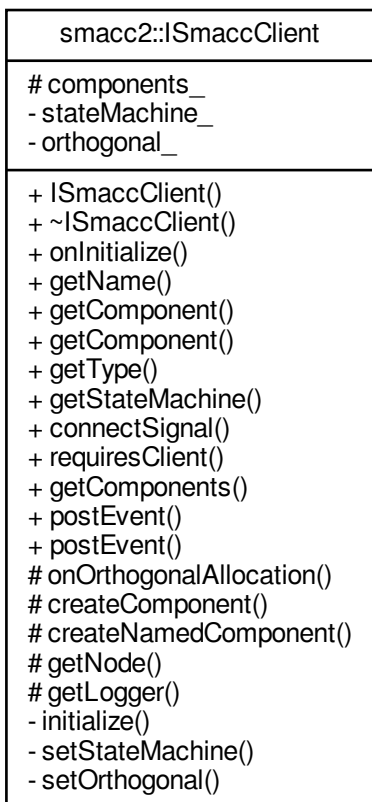 smacc2::ISmaccClient
# components_
- stateMachine_
- orthogonal_
+ ISmaccClient()
+ ~ISmaccClient()
+ onInitialize()
+ getName()
+ getComponent()
+ getComponent()
+ getType()
+ getStateMachine()
+ connectSignal()
+ requiresClient()
+ getComponents()
+ postEvent()
+ postEvent()
# onOrthogonalAllocation()
# createComponent()
# createNamedComponent()
# getNode()
# getLogger()
- initialize()
- setStateMachine()
- setOrthogonal()